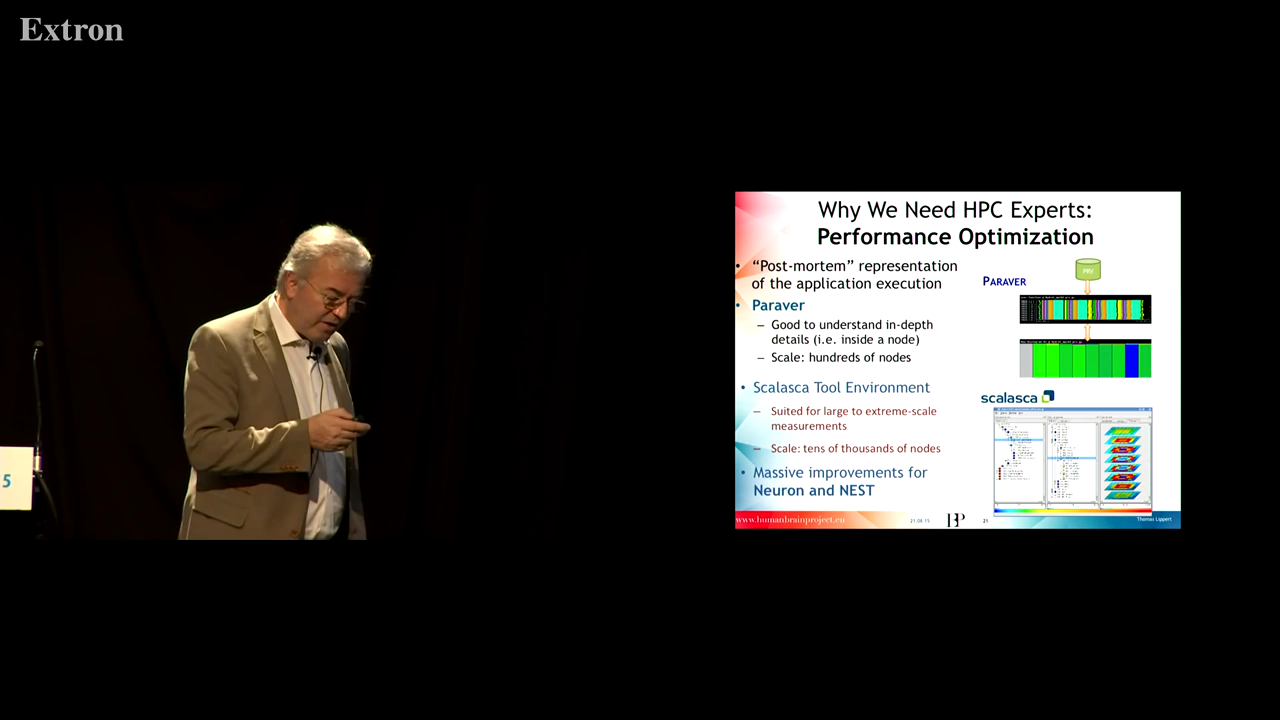 Extron
5
Why We Need HPC Experts:
Performance Optimization
• “Post-mortem” representation
of the application execution
• Paraver
– Good to understand in-depth
details (i.e. inside a node)
– Scale: hundreds of nodes
• Scalasca Tool Environment
– Suited for large to extreme-scale
measurements
– Scale: tens of thousands of nodes
• Massive improvements for
Neuron and NEST
PARAVER
PRV
scalasca
www.humanbrainproject.eu
21.08.15
21
Thomas Lippert